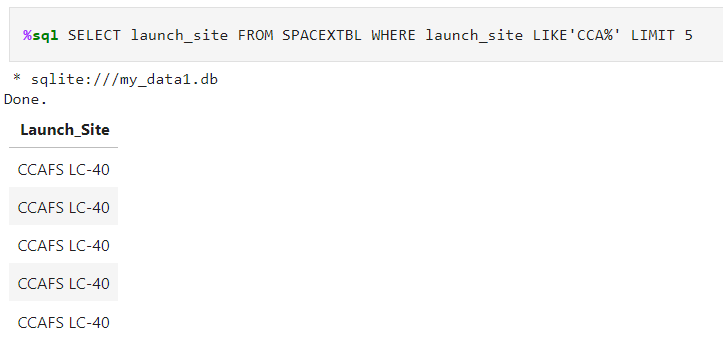 %sql SELECT launch_site FROM SPACEXTBL WHERE launch_site LIKE'CCA%' LIMIT 5
* sqlite:///my_data1.db
Done.
Launch_Site
CCAFS LC-40
CCAFS LC-40
CCAFS LC-40
CCAFS LC-40
CCAFS LC-40